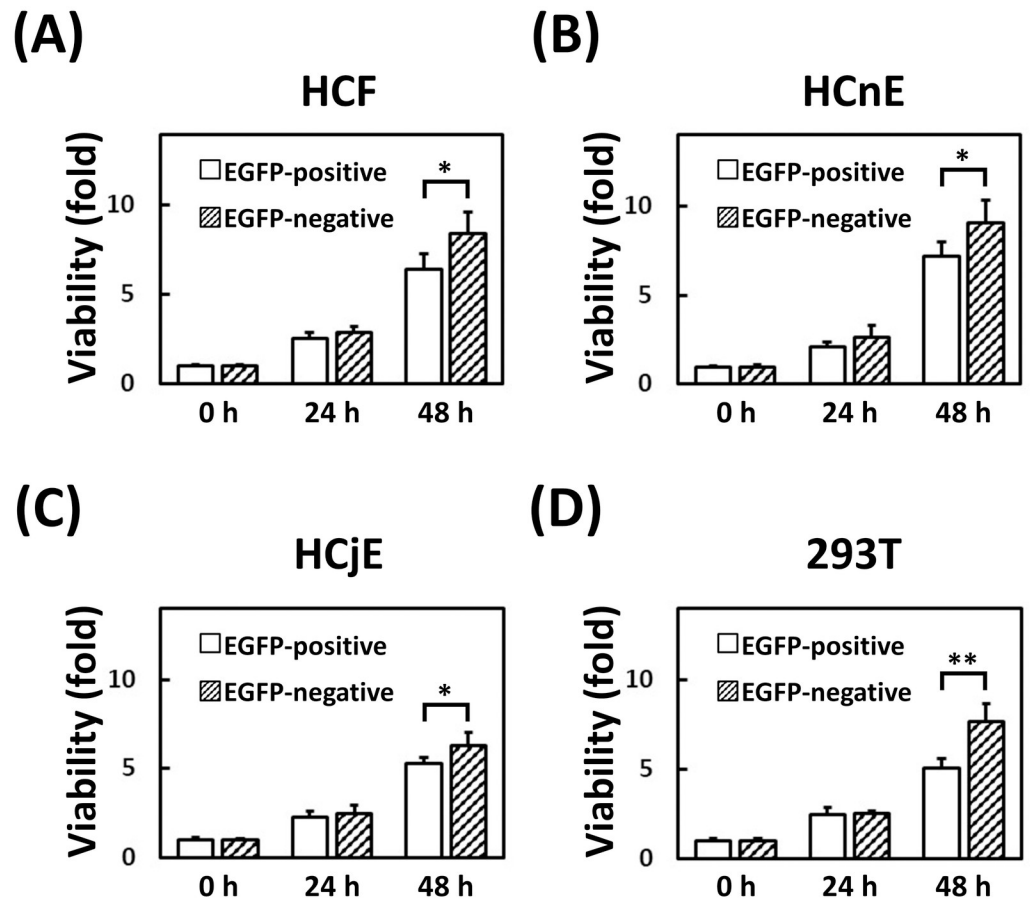 (A)
HCF
Viability (fold)
EGFP-positive
EGFP-negative
*
10
5
0
0 h 24 h 48 h
(B)
HCnE
Viability (fold)
EGFP-positive
EGFP-negative
*
10
5
0
0 h 24 h 48 h
(C)
HCjE
Viability (fold)
EGFP-positive
EGFP-negative
*
10
5
0
0 h 24 h 48 h
(D)
293T
Viability (fold)
EGFP-positive
EGFP-negative
**
10
5
0
0 h 24 h 48 h